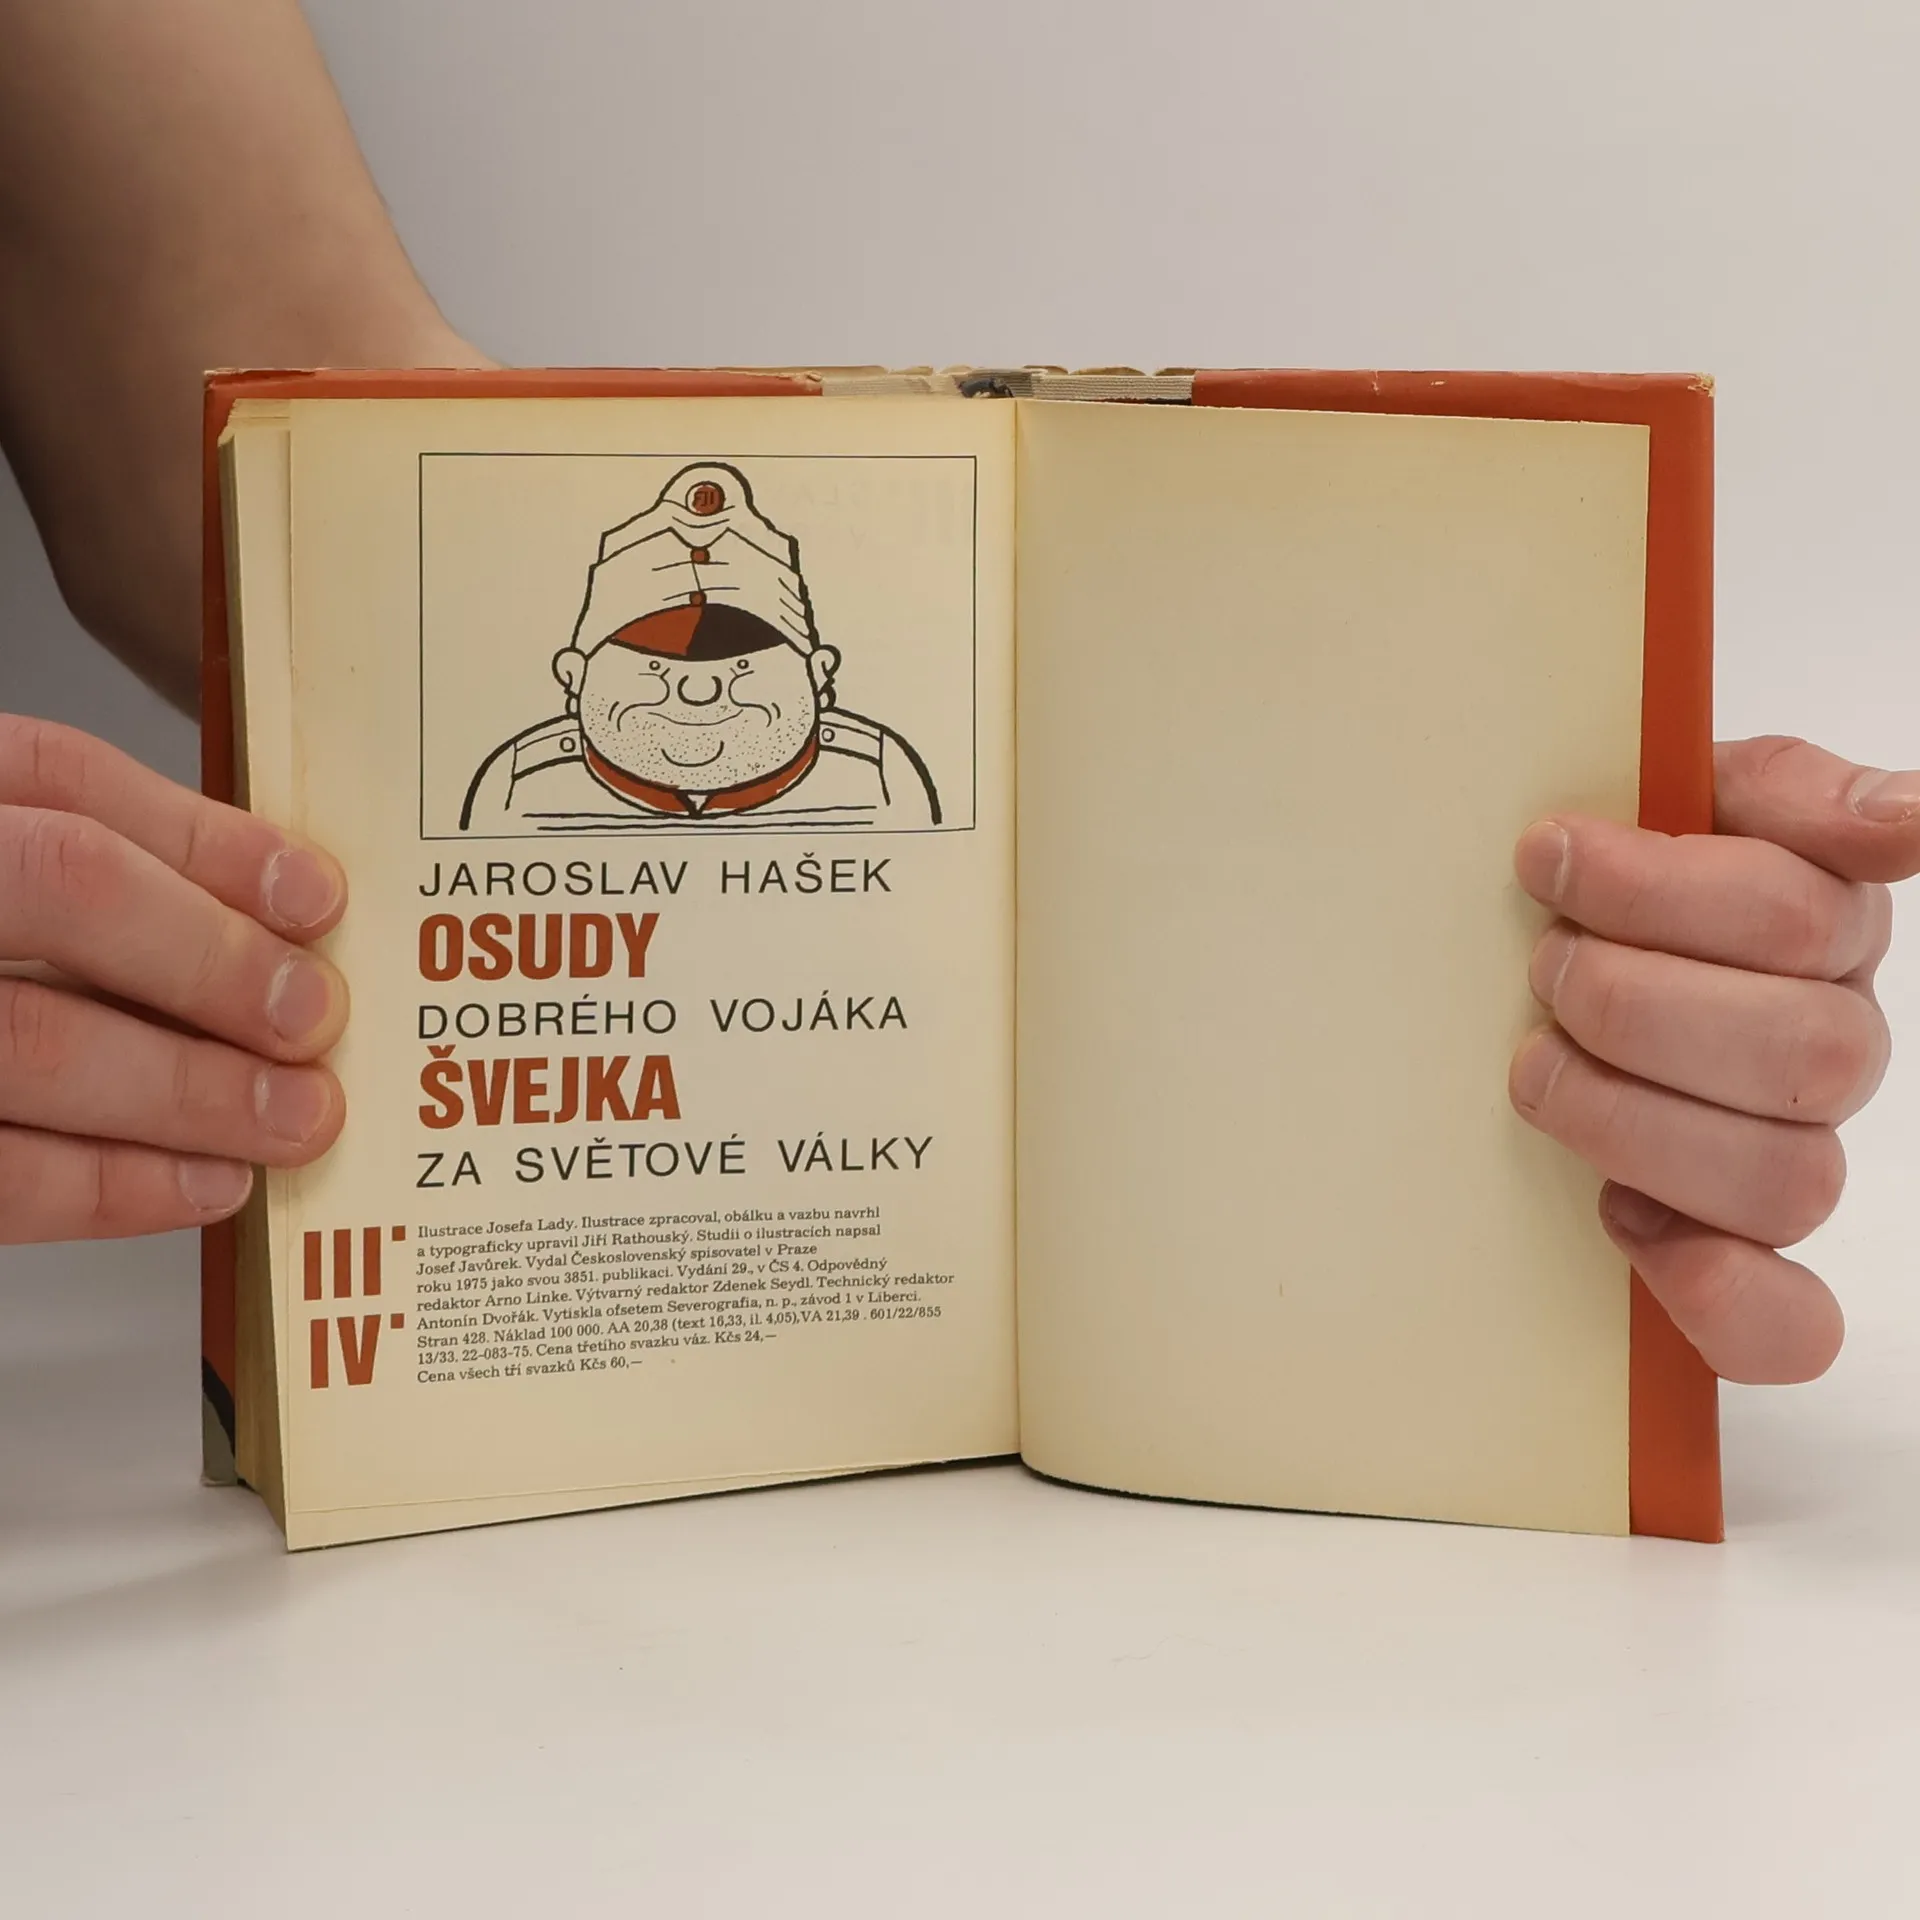 JAROSLAV HAŠEK
OSUDY
DOBRÉHO VOJÁKA
ŠVEJKA
ZA SVĚTOVÉ VÁLKY
III.
IV.
Ilustrace Josefa Lady. Ilustrace zpracoval, obálku a vazbu navrhl
a typograficky upravil Jiří Rathouský. Studii o ilustracích napsal
Josef Javůrek. Vydal Československý spisovatel v Praze
roku 1975 jako svou 3851. publikaci. Vydání 29., v ČS 4. Odpovědný
redaktor Arno Linke. Výtvarný redaktor Zdenek Seydl. Technický redaktor
Antonín Dvořák. Vytiskla ofsetem Severografia, n. p., závod 1 v Liberci.
Stran 428. Náklad 100 000. AA 20,38 (text 16,33, il. 4,05), VA 21,39 . 601/22/855
13/33. 22-083-75. Cena třetího svazku váz. Kčs 24,—
Cena všech tří svazků Kčs 60,—